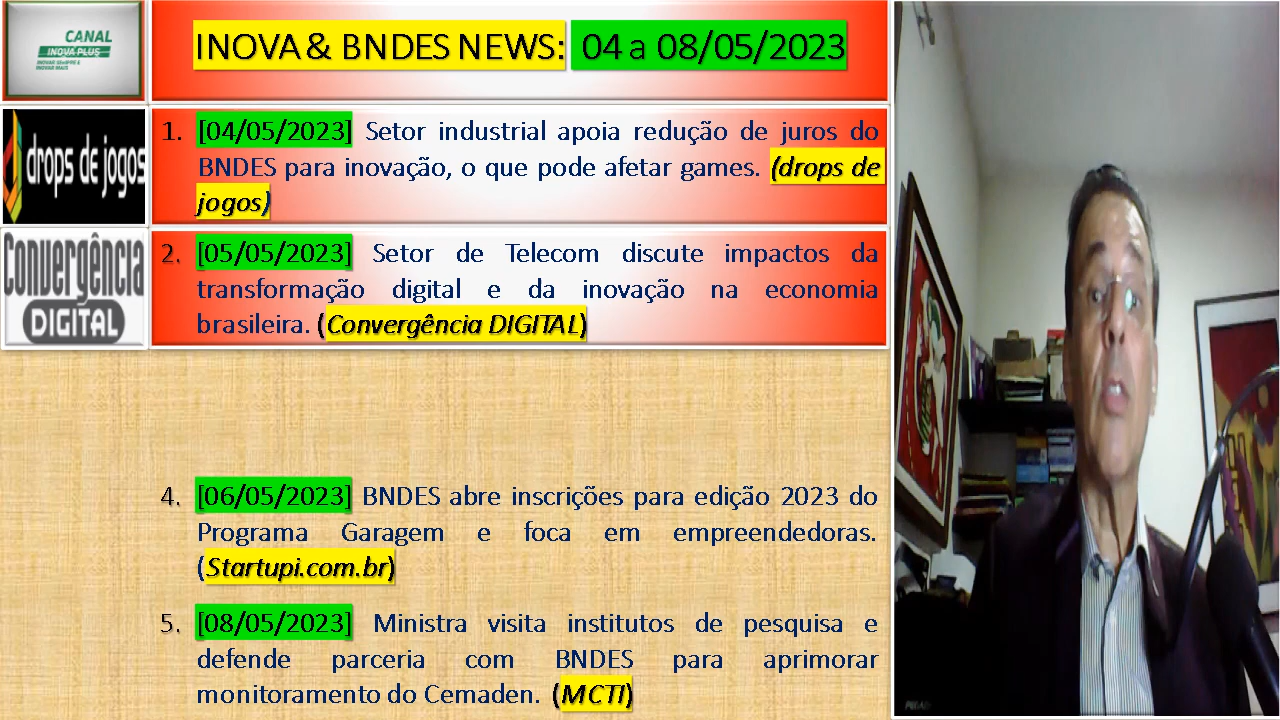 CANAL
INOVA PLUS
INOVAR SEMPRE E
INOVAR MAIS
INOVA & BNDES NEWS: 04 a 08/05/2023
drops de jogos
1. [04/05/2023] Setor industrial apoia redução de juros do
BNDES para inovação, o que pode afetar games. (drops de
jogos)
Convergência
DIGITAL
2. [05/05/2023] Setor de Telecom discute impactos da
transformação digital e da inovação na economia
brasileira. (Convergência DIGITAL)
4. [06/05/2023] BNDES abre inscrições para edição 2023 do
Programa Garagem e foca em empreendedoras.
(Startupi.com.br)
5. [08/05/2023] Ministra visita institutos de pesquisa e
defende parceria com BNDES para aprimorar
monitoramento do Cemaden. (MCTI)